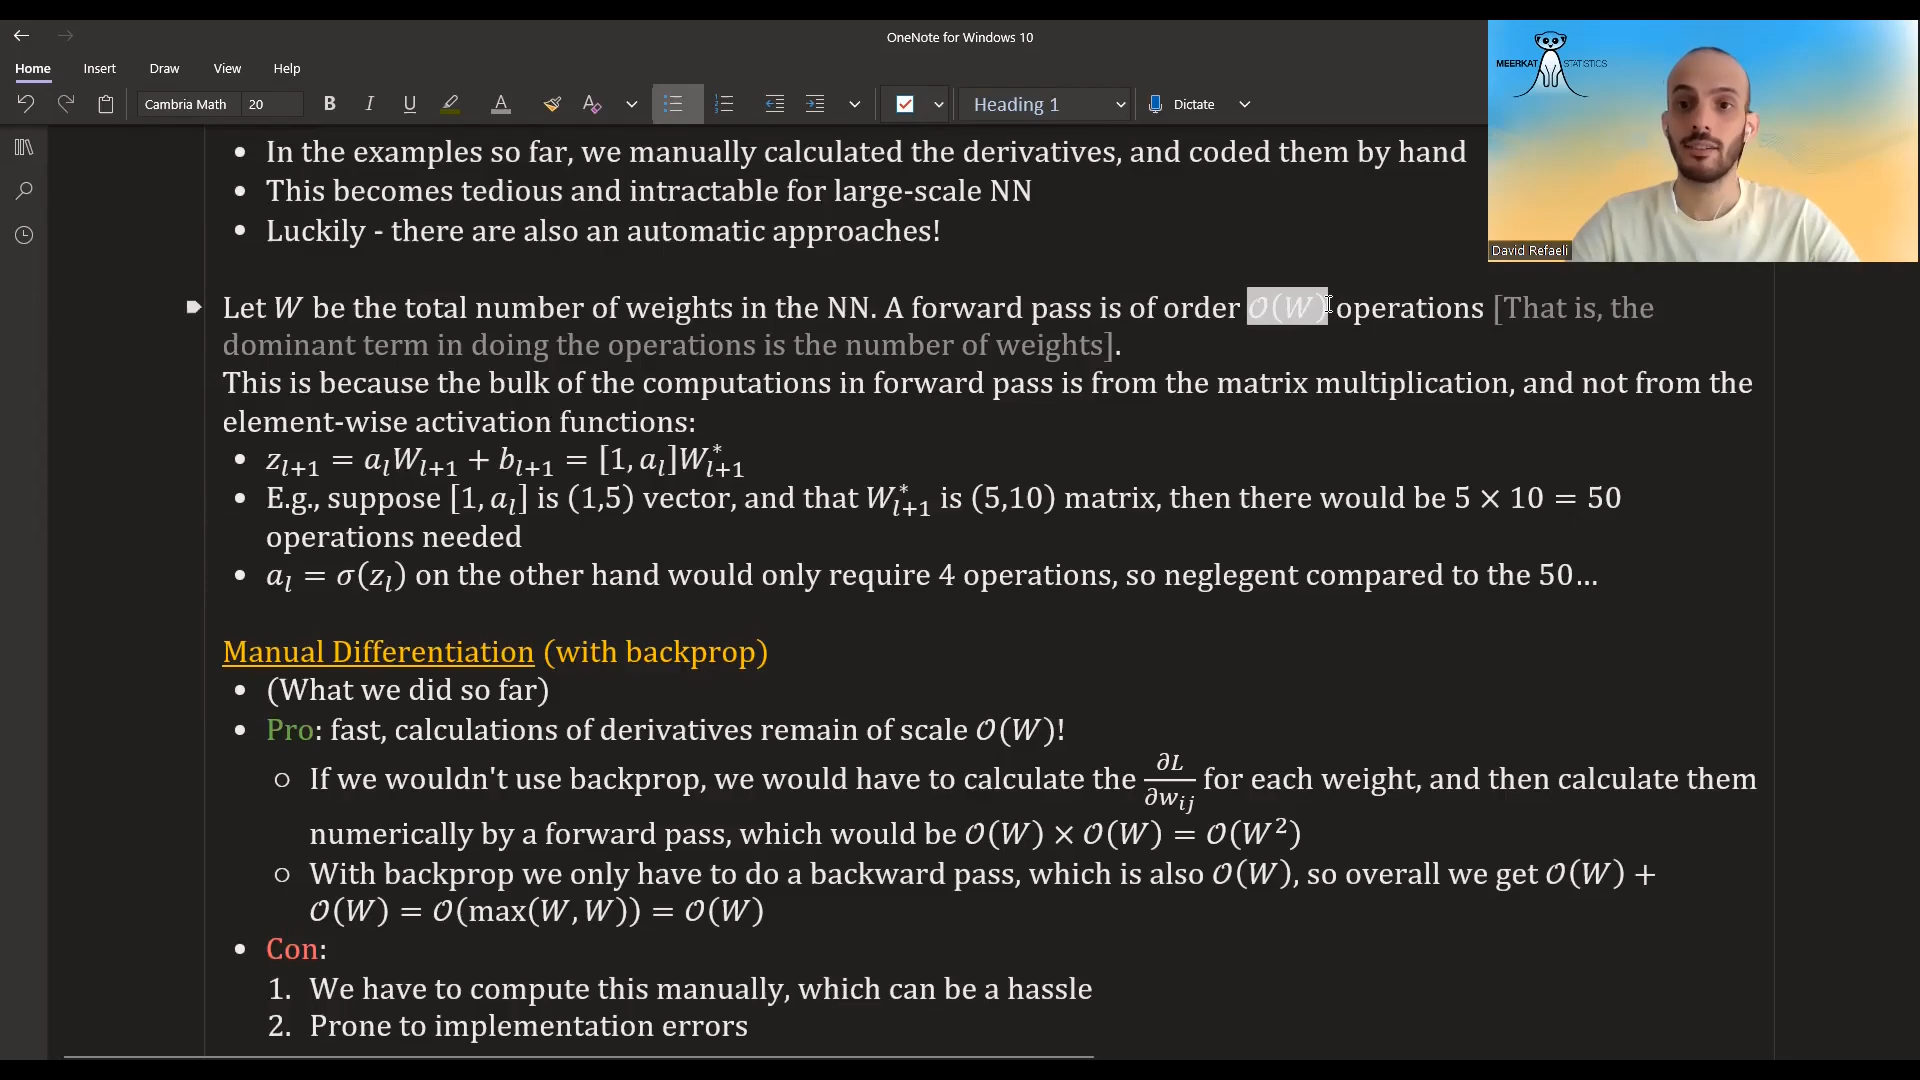 OneNote for Windows 10
MEERKAT STATISTICS
Home Insert Draw View Help
Cambria Math 20 B I U A A Heading 1 Dictate
• In the examples so far, we manually calculated the derivatives, and coded them by hand
• This becomes tedious and intractable for large-scale NN
• Luckily - there are also an automatic approaches!
David Refaeli
Let W be the total number of weights in the NN. A forward pass is of order 𝒪(W) operations [That is, the
dominant term in doing the operations is the number of weights].
This is because the bulk of the computations in forward pass is from the matrix multiplication, and not from the
element-wise activation functions:
• z_{l+1} = a_l W_{l+1} + b_{l+1} = [1, a_l]W*_{l+1}
• E.g., suppose [1, a_l] is (1,5) vector, and that W*_{l+1} is (5,10) matrix, then there would be 5 × 10 = 50
operations needed
• a_l = σ(z_l) on the other hand would only require 4 operations, so neglegent compared to the 50...
Manual Differentiation (with backprop)
• (What we did so far)
• Pro: fast, calculations of derivatives remain of scale 𝒪(W)!
○ If we wouldn't use backprop, we would have to calculate the ∂L/∂w_{ij} for each weight, and then calculate them
numerically by a forward pass, which would be 𝒪(W) × 𝒪(W) = 𝒪(W²)
○ With backprop we only have to do a backward pass, which is also 𝒪(W), so overall we get 𝒪(W) +
𝒪(W) = 𝒪(max(W, W)) = 𝒪(W)
• Con:
1. We have to compute this manually, which can be a hassle
2. Prone to implementation errors